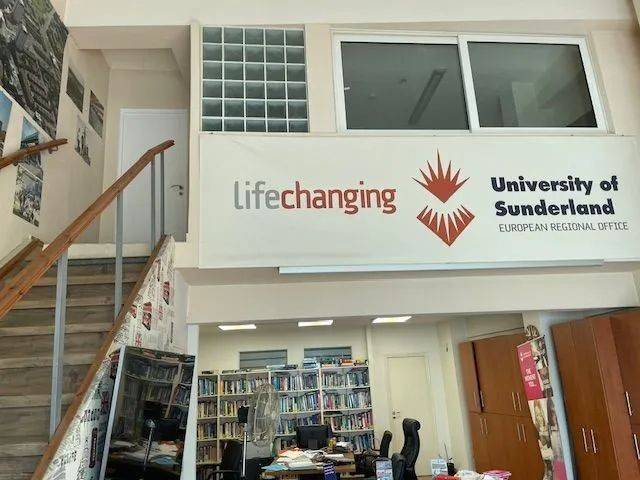 lifechanging
University of
Sunderland
EUROPEAN REGIONAL OFFICE